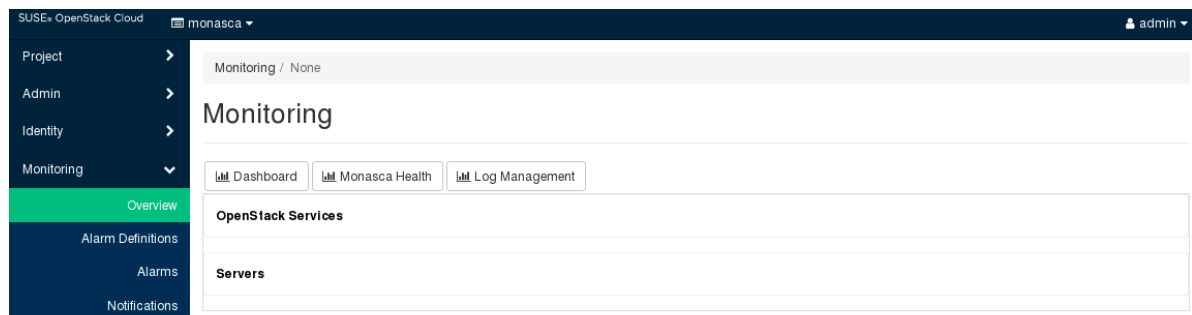 SUSE® OpenStack Cloud monasca admin
Project
Admin
Identity
Monitoring
Overview
Alarm Definitions
Alarms
Notifications
Monitoring / None
Monitoring
Dashboard Monasca Health Log Management
OpenStack Services
Servers